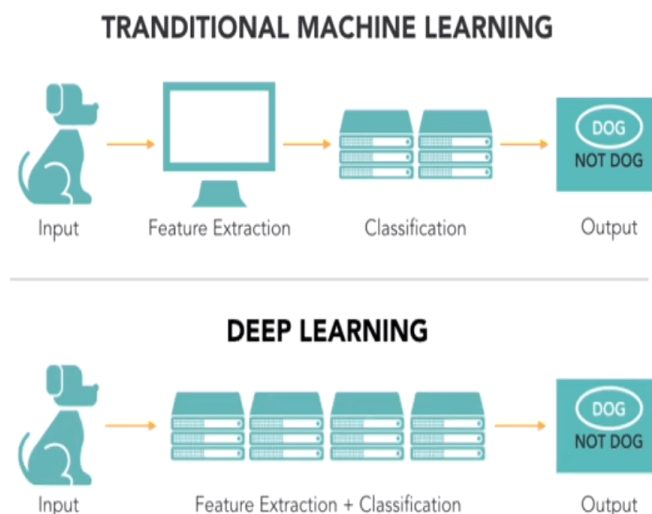 TRANDITIONAL MACHINE LEARNING
DOG
NOT DOG
Input
Feature Extraction
Classification
Output
DEEP LEARNING
DOG
NOT DOG
Input
Feature Extraction + Classification
Output